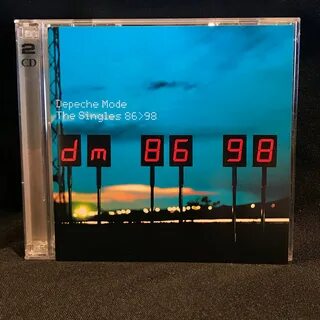 2
CD
Depeche Mode
The Singles 86>98
dm 86 98